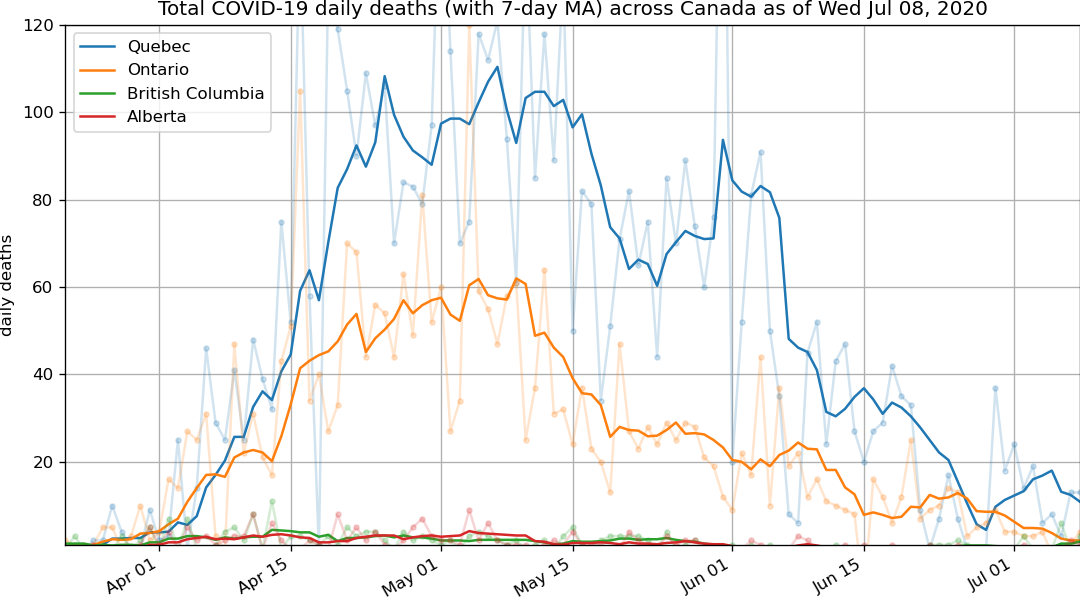 Total COVID-19 daily deaths (with 7-day MA) across Canada as of Wed Jul 08, 2020
120
100
80
60
40
20
daily deaths
Quebec
Ontario
British Columbia
Alberta
Apr 01
Apr 15
May 01
May 15
Jun 01
Jun 15
Jul 01